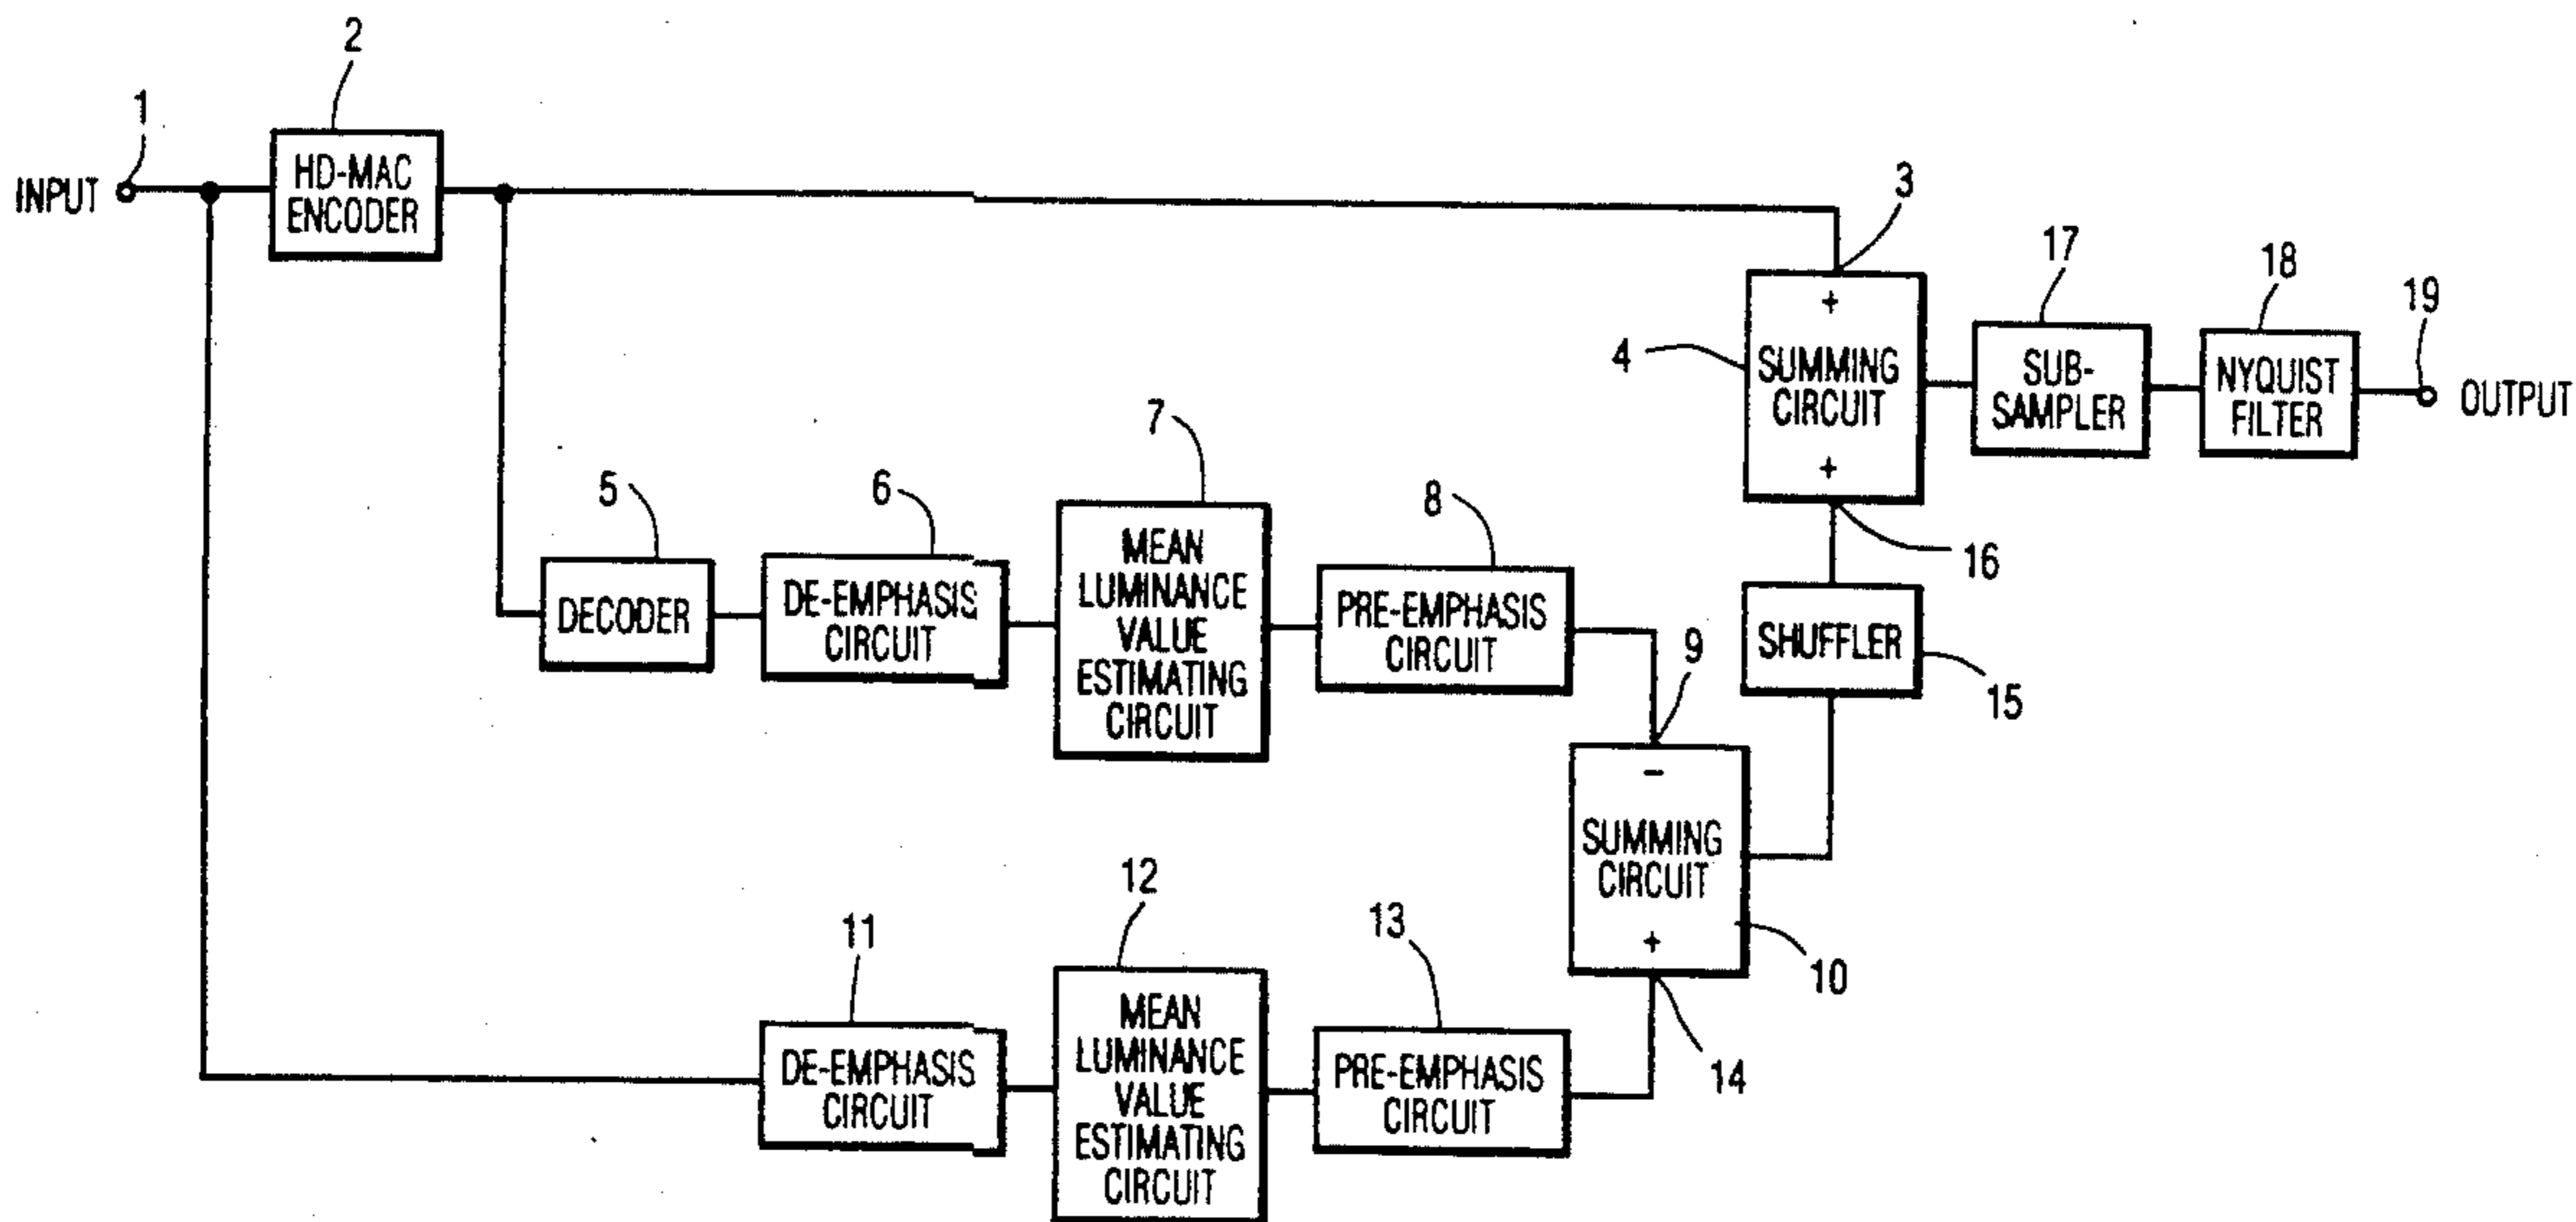 2
1
INPUT
HD-MAC
ENCODER
3
+
4
SUMMING
CIRCUIT
+
17
SUB-
SAMPLER
18
NYQUIST
FILTER
19
OUTPUT
16
5
DECODER
6
DE-EMPHASIS
CIRCUIT
7
MEAN
LUMINANCE
VALUE
ESTIMATING
CIRCUIT
8
PRE-EMPHASIS
CIRCUIT
9
SHUFFLER
15
-
SUMMING
CIRCUIT
+
10
14
11
DE-EMPHASIS
CIRCUIT
12
MEAN
LUMINANCE
VALUE
ESTIMATING
CIRCUIT
13
PRE-EMPHASIS
CIRCUIT